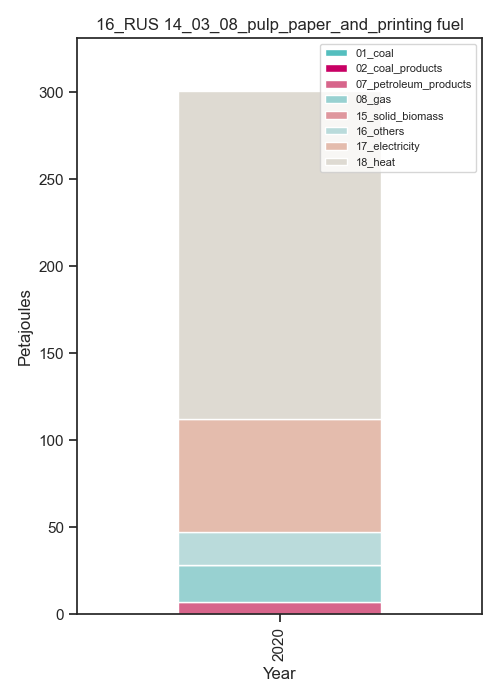 16_RUS 14_03_08_pulp_paper_and_printing fuel
01_coal
02_coal_products
07_petroleum_products
08_gas
15_solid_biomass
16_others
17_electricity
18_heat
300
250
200
150
100
50
0
Petajoules
2020
Year